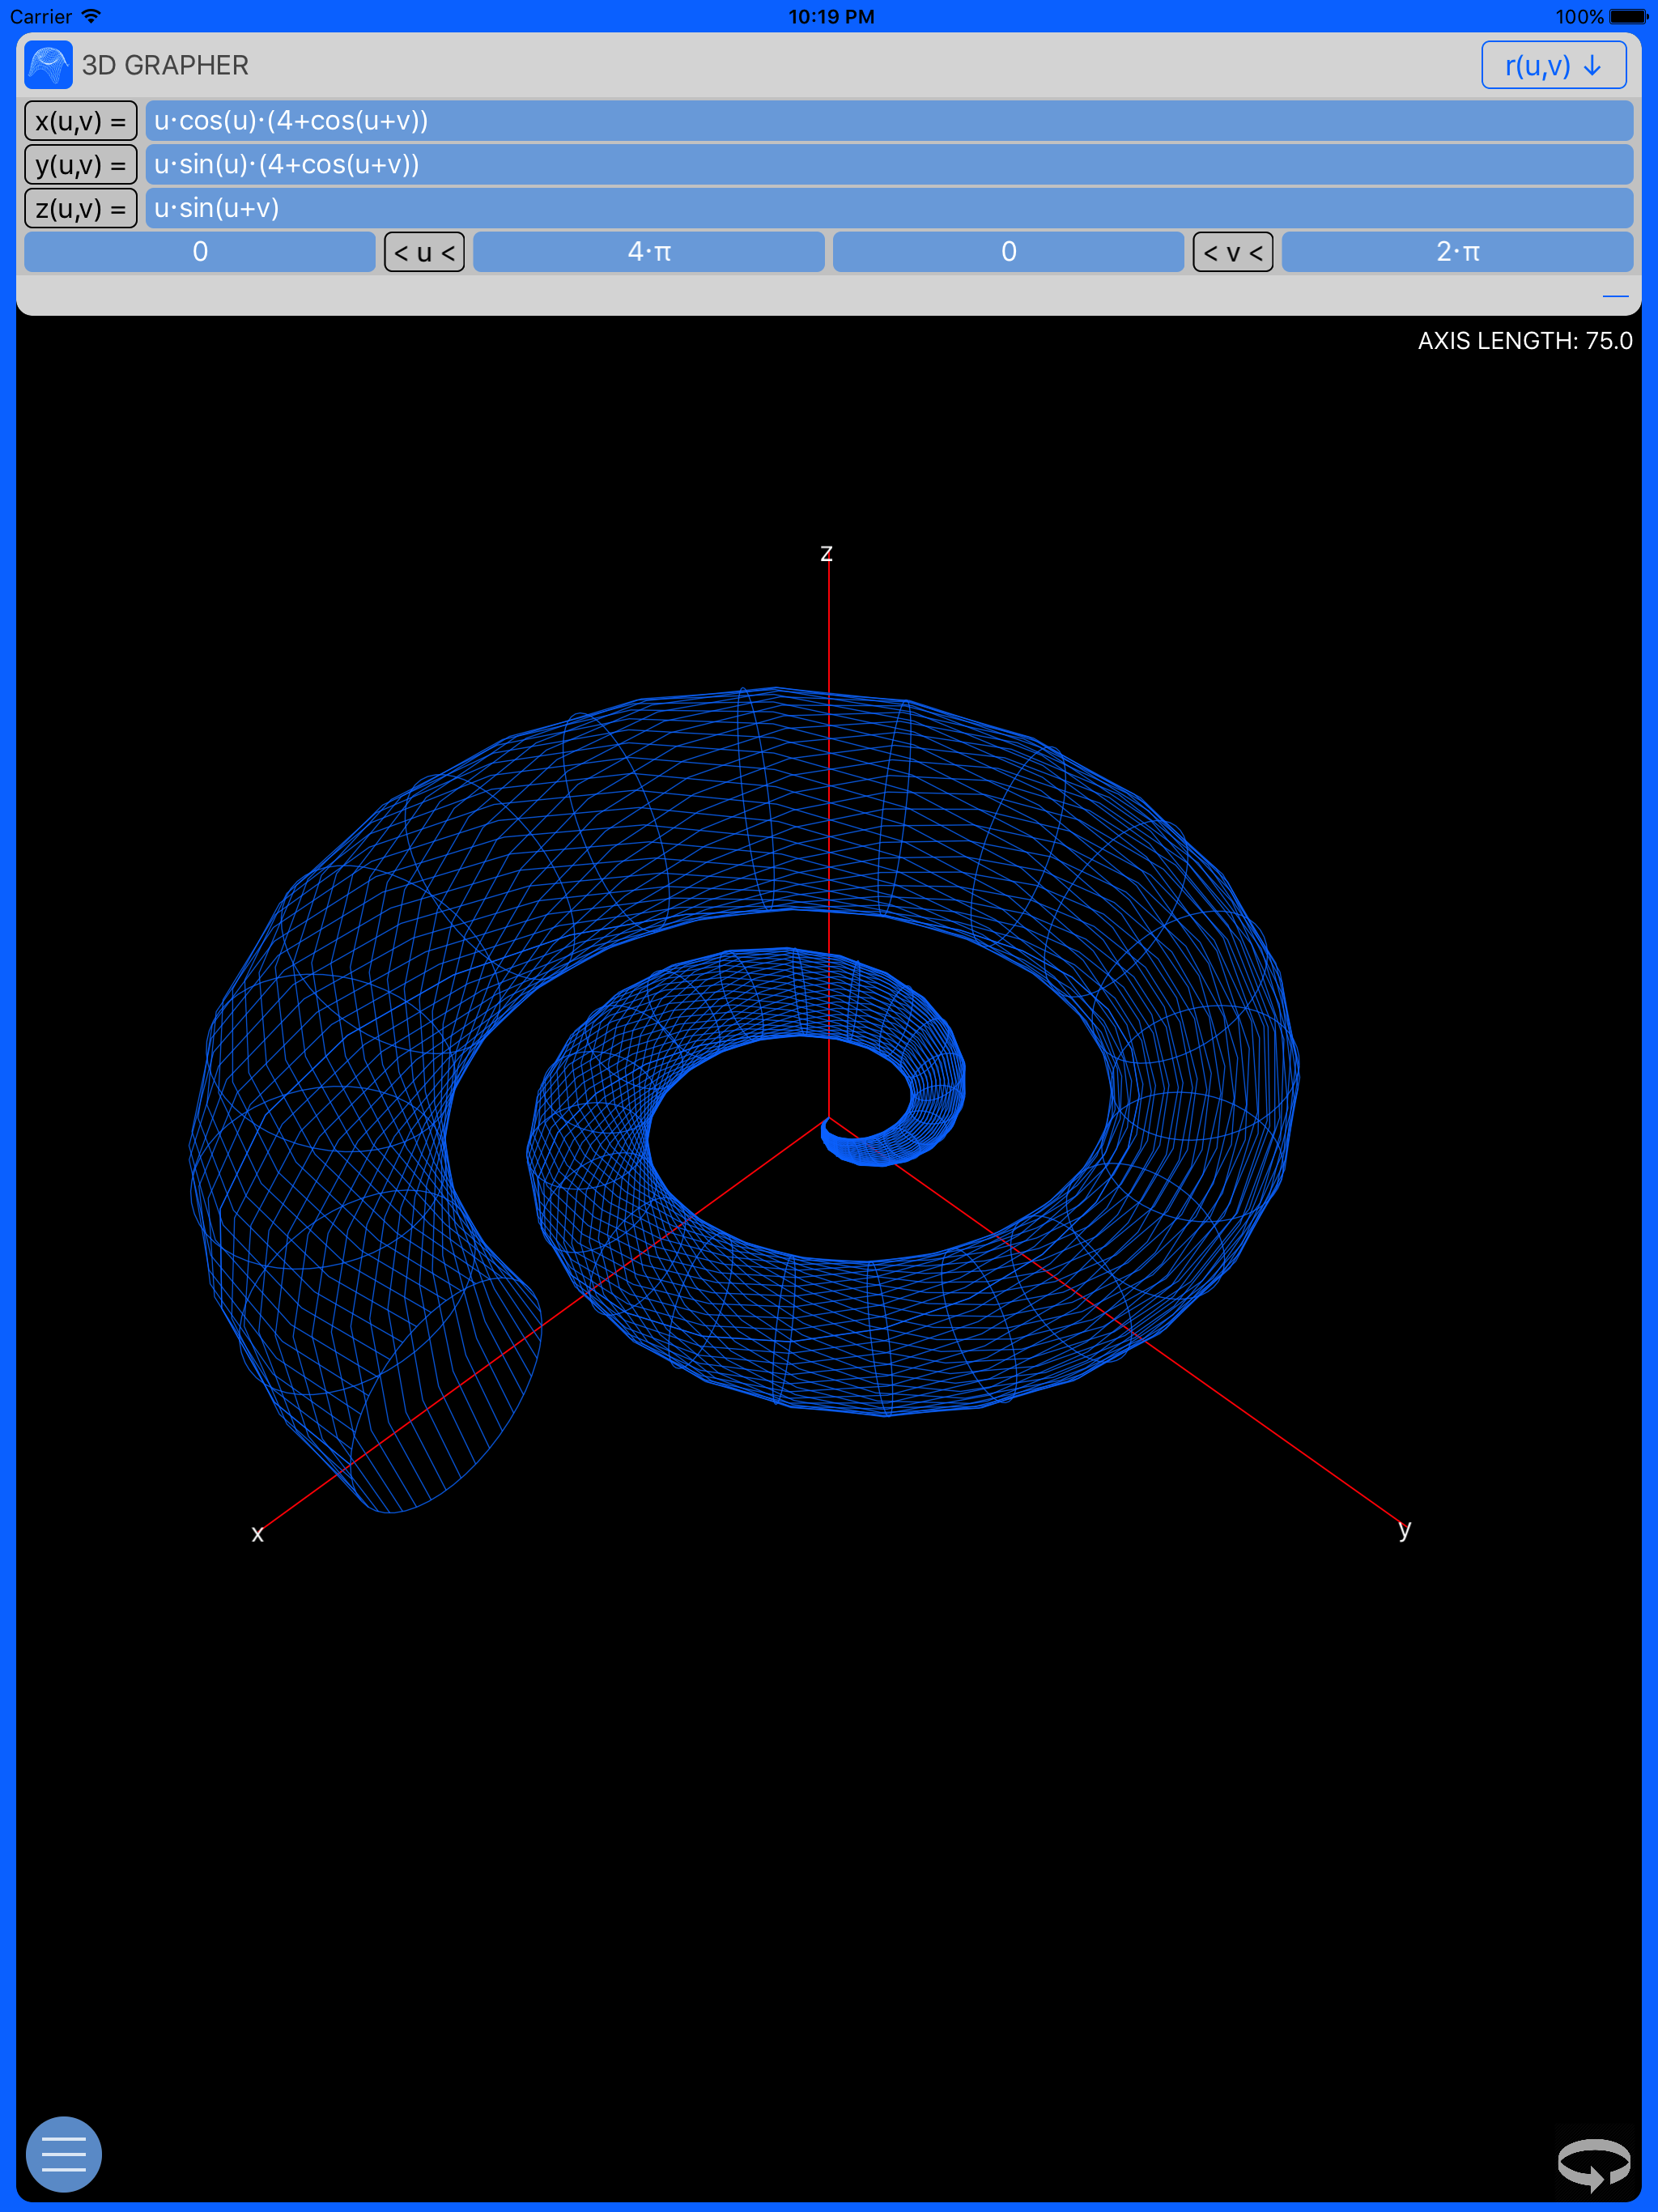 Carrier 10:19 PM 100%
3D GRAPHER r(u,v) ↓
x(u,v) = u·cos(u)·(4+cos(u+v))
y(u,v) = u·sin(u)·(4+cos(u+v))
z(u,v) = u·sin(u+v)
0 < u < 4·π 0 < v < 2·π
AXIS LENGTH: 75.0
z
x
y